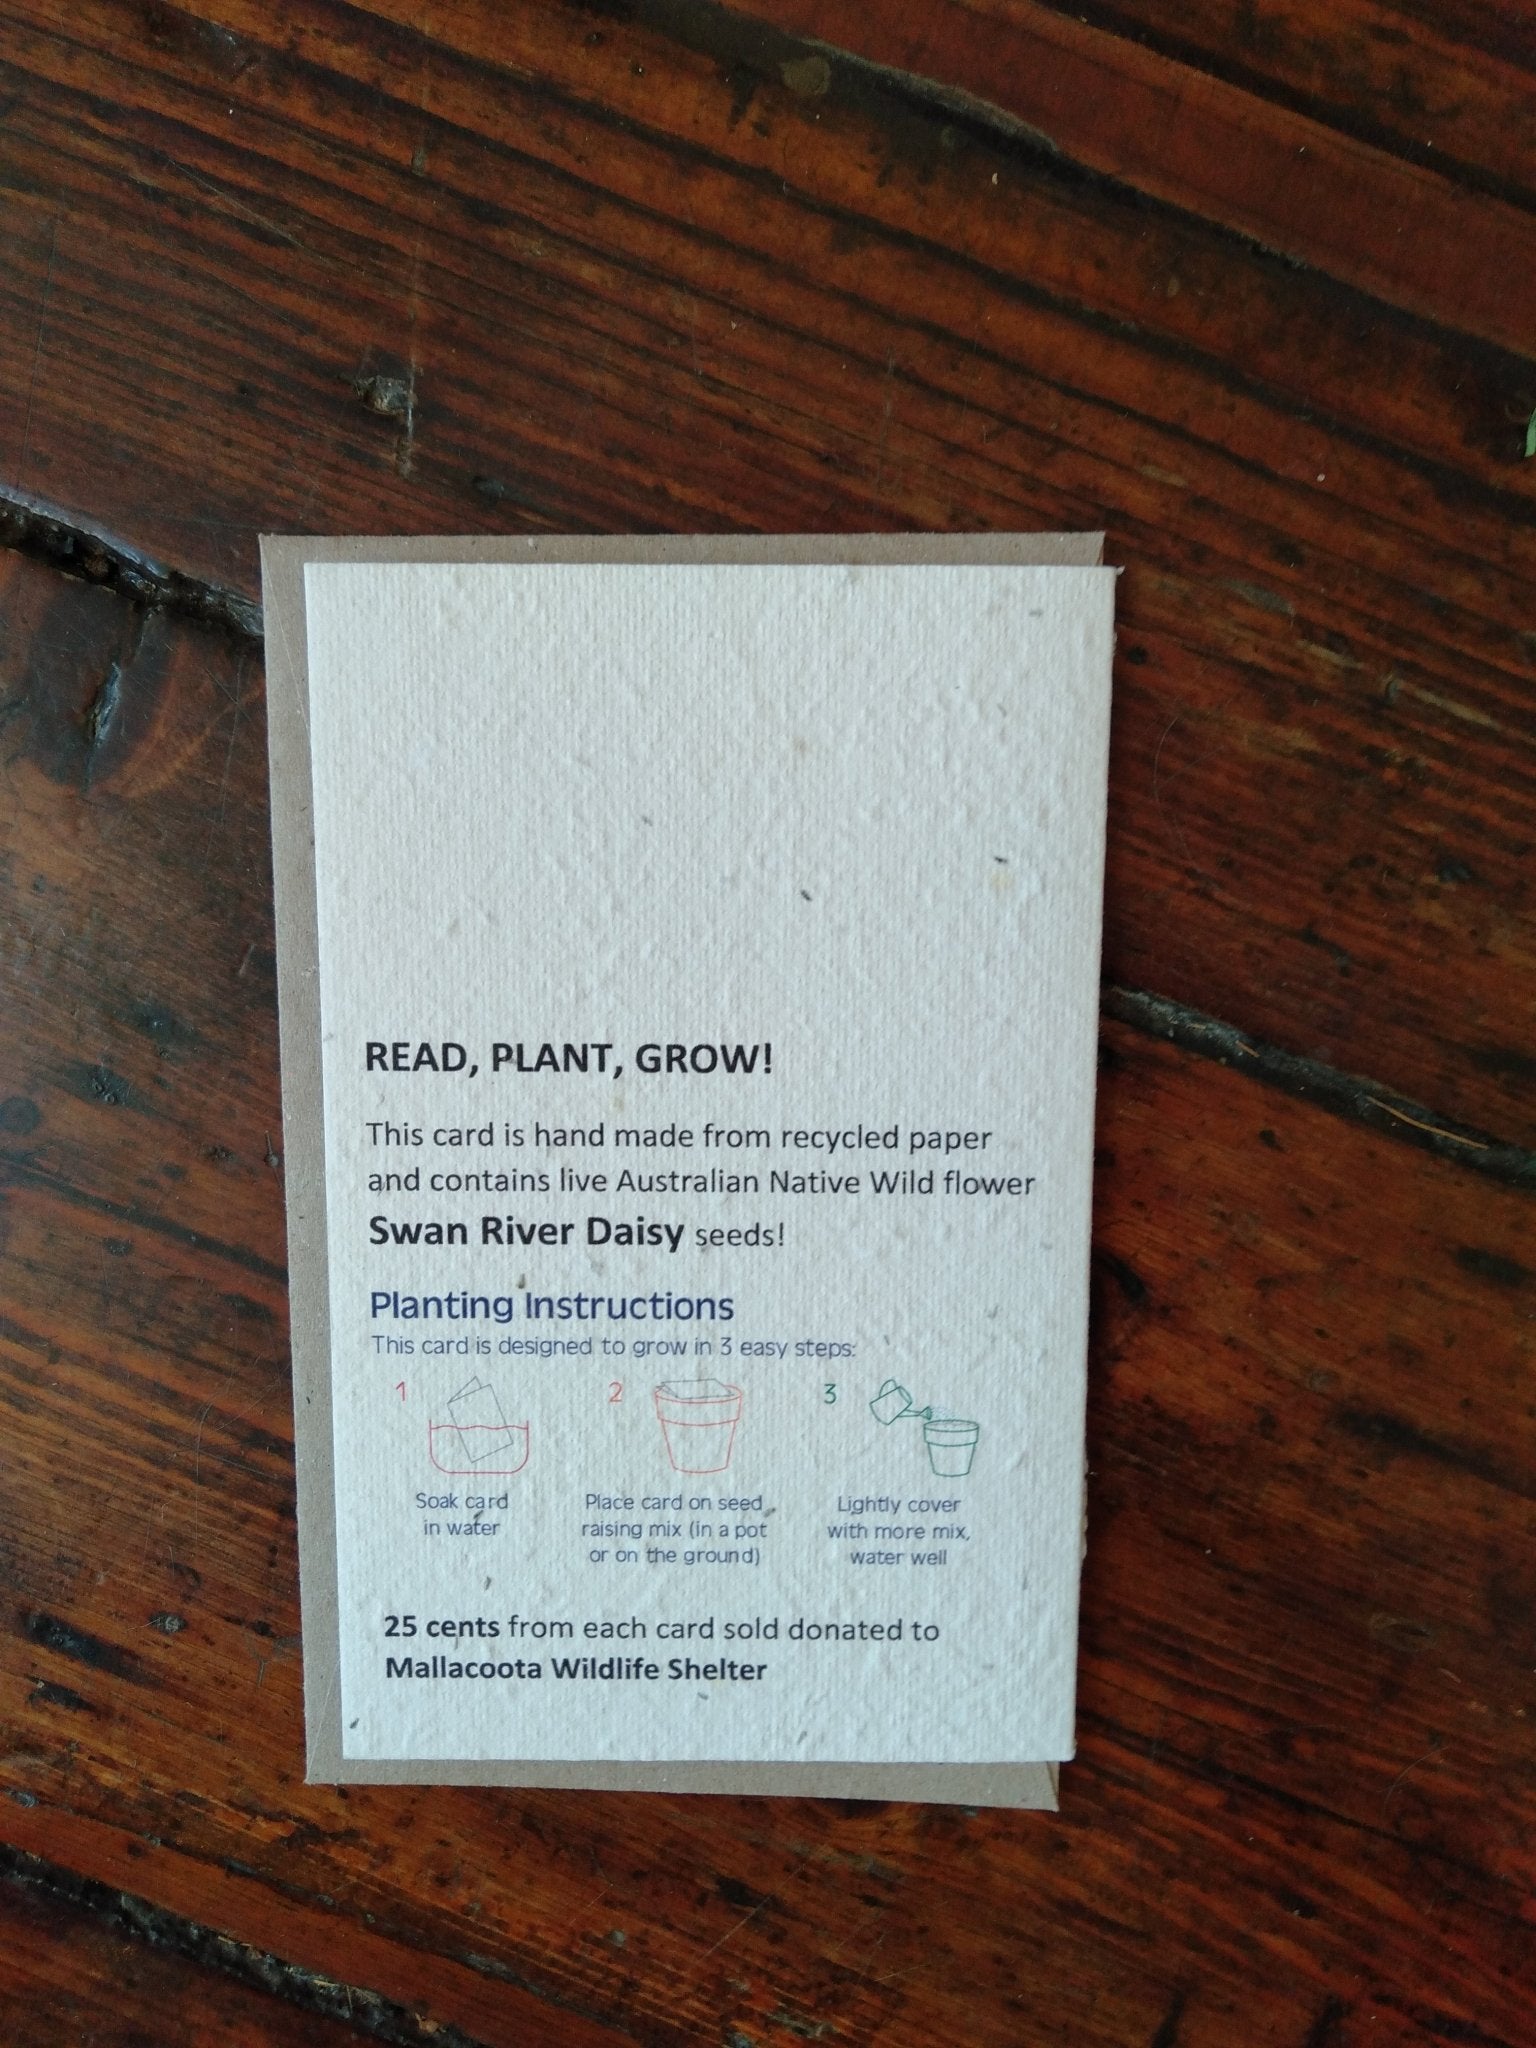 READ, PLANT, GROW!
This card is hand made from recycled paper
and contains live Australian Native Wild flower
Swan River Daisy seeds!
Planting Instructions
This card is designed to grow in 3 easy steps:
1
Soak card
in water
2
Place card on seed
raising mix (in a pot
or on the ground)
3
Lightly cover
with more mix,
water well
25 cents from each card sold donated to
Mallacoota Wildlife Shelter